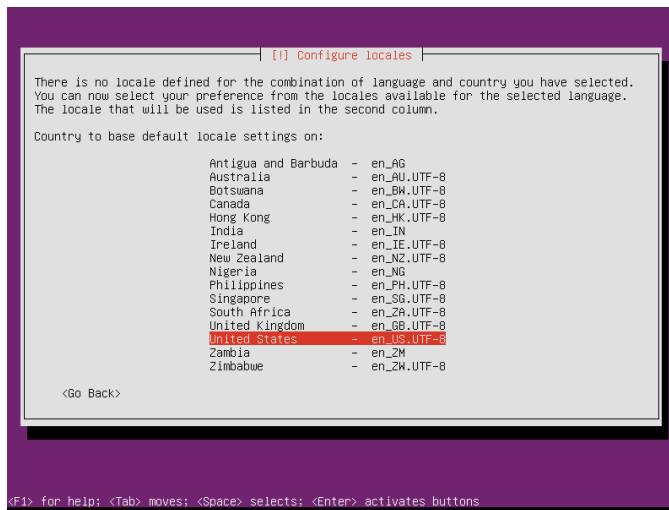 [!] Configure locales
There is no locale defined for the combination of language and country you have selected.
You can now select your preference from the locales available for the selected language.
The locale that will be used is listed in the second column.
Country to base default locale settings on:
Antigua and Barbuda  -  en_AG
Australia            -  en_AU.UTF-8
Botswana             -  en_BW.UTF-8
Canada               -  en_CA.UTF-8
Hong Kong            -  en_HK.UTF-8
India                -  en_IN
Ireland              -  en_IE.UTF-8
New Zealand          -  en_NZ.UTF-8
Nigeria              -  en_NG
Philippines          -  en_PH.UTF-8
Singapore            -  en_SG.UTF-8
South Africa         -  en_ZA.UTF-8
United Kingdom       -  en_GB.UTF-8
United States        -  en_US.UTF-8
Zambia               -  en_ZM
Zimbabwe             -  en_ZW.UTF-8
<Go Back>
<F1> for help; <Tab> moves; <Space> selects; <Enter> activates buttons